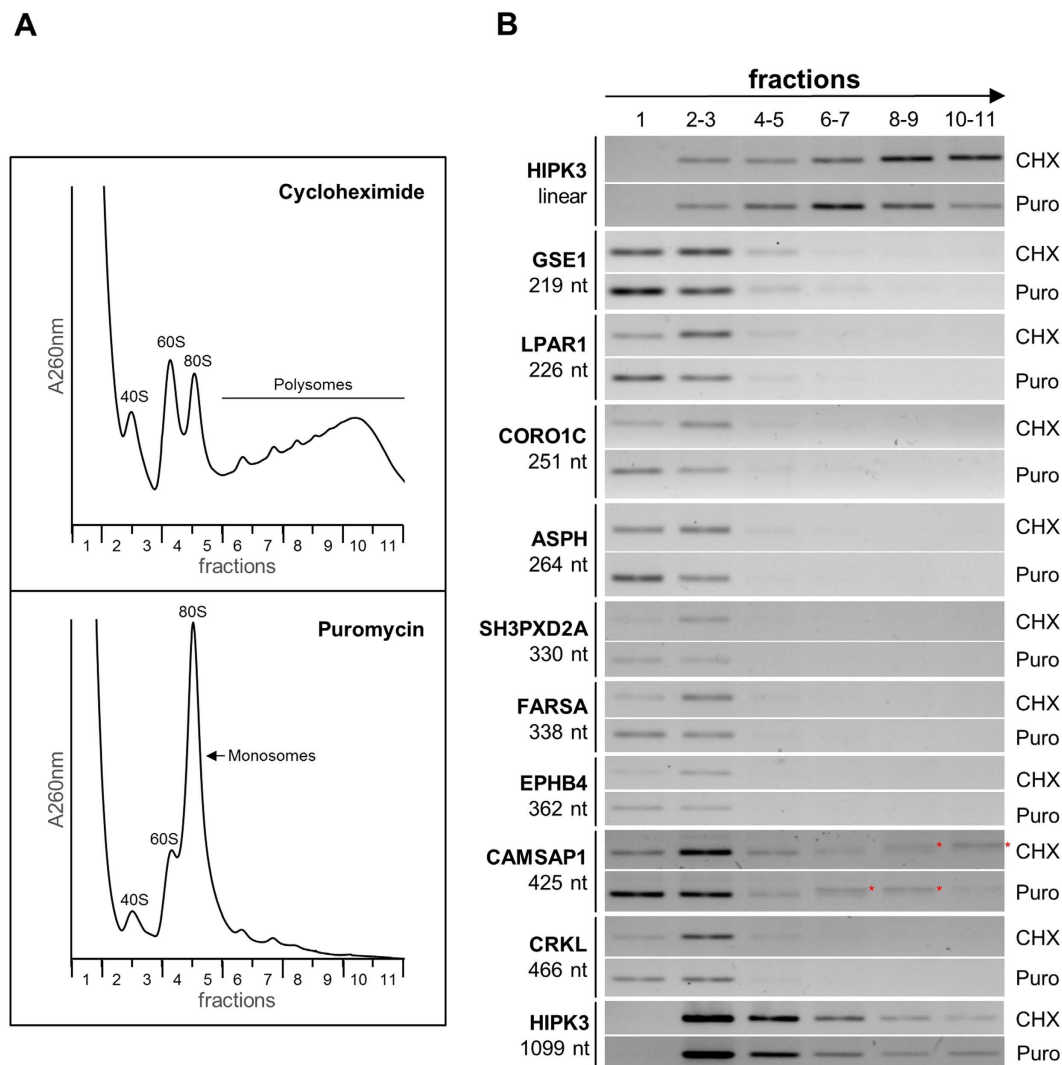 A
Cycloheximide
A260nm
40S
60S
80S
Polysomes
1 2 3 4 5 6 7 8 9 10 11
fractions
Puromycin
A260nm
40S
60S
80S
Monosomes
1 2 3 4 5 6 7 8 9 10 11
fractions
B
fractions
1 2-3 4-5 6-7 8-9 10-11
HIPK3
linear
CHX
Puro
GSE1
219 nt
CHX
Puro
LPAR1
226 nt
CHX
Puro
CORO1C
251 nt
CHX
Puro
ASPH
264 nt
CHX
Puro
SH3PXD2A
330 nt
CHX
Puro
FARSA
338 nt
CHX
Puro
EPHB4
362 nt
CHX
Puro
CAMSAP1
425 nt
* * CHX
* * Puro
CRKL
466 nt
CHX
Puro
HIPK3
1099 nt
CHX
Puro